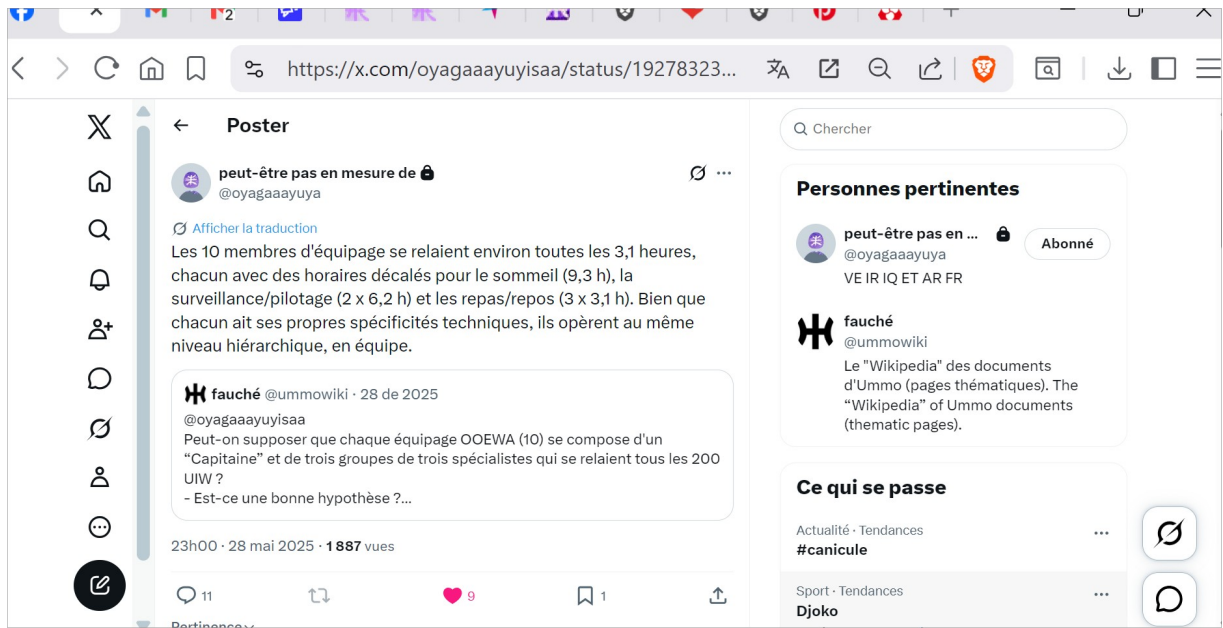 2
https://x.com/oyagaaayuyisaa/status/19278323...
Poster
peut-être pas en mesure de
@oyagaaayuya
Afficher la traduction
Les 10 membres d'équipage se relaient environ toutes les 3,1 heures,
chacun avec des horaires décalés pour le sommeil (9,3 h), la
surveillance/pilotage (2 x 6,2 h) et les repas/repos (3 x 3,1 h). Bien que
chacun ait ses propres spécificités techniques, ils opèrent au même
niveau hiérarchique, en équipe.
fauché @ummowiki · 28 de 2025
@oyagaaayuyisaa
Peut-on supposer que chaque équipage OOEWA (10) se compose d'un
“Capitaine” et de trois groupes de trois spécialistes qui se relaient tous les 200
UIW ?
- Est-ce une bonne hypothèse ?...
23h00 · 28 mai 2025 · 1 887 vues
11
9
1
Pertinence
Chercher
Personnes pertinentes
peut-être pas en ...
@oyagaaayuya
Abonné
VE IR IQ ET AR FR
fauché
@ummowiki
Le "Wikipedia" des documents
d'Ummo (pages thématiques). The
“Wikipedia” of Ummo documents
(thematic pages).
Ce qui se passe
Actualité · Tendances
#canicule
Sport · Tendances
Djoko